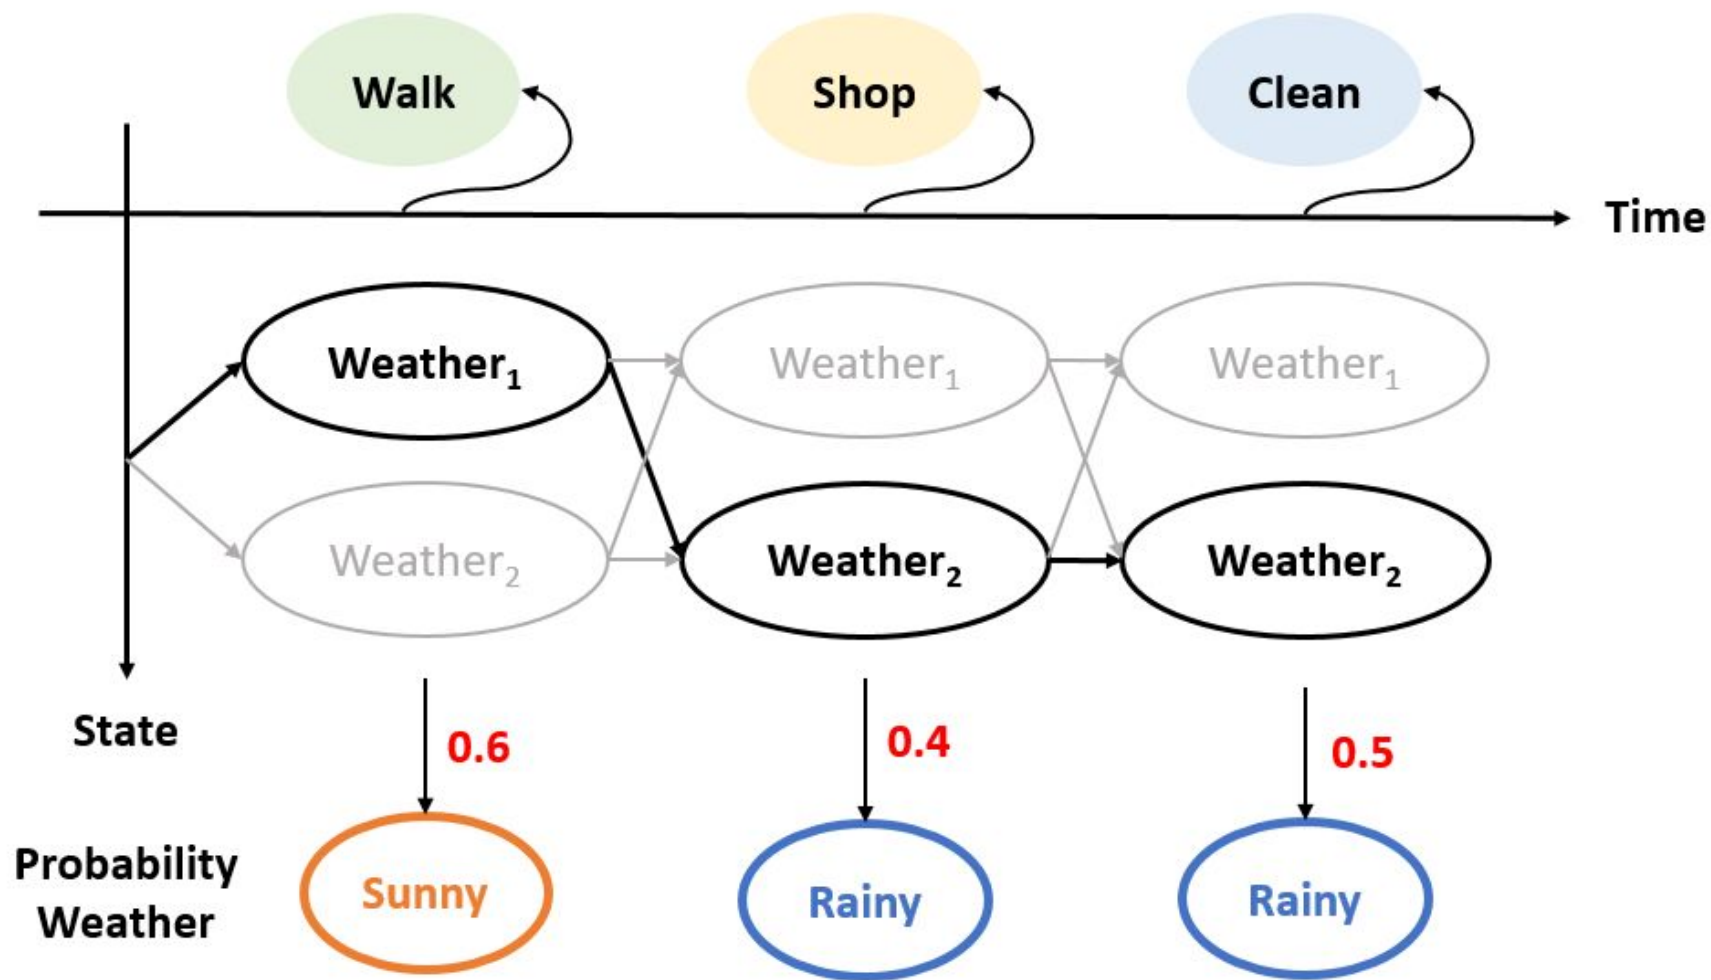 Walk
Shop
Clean
Time
Weather₁
Weather₁
Weather₁
Weather₂
Weather₂
Weather₂
State
0.6
0.4
0.5
Probability
Weather
Sunny
Rainy
Rainy